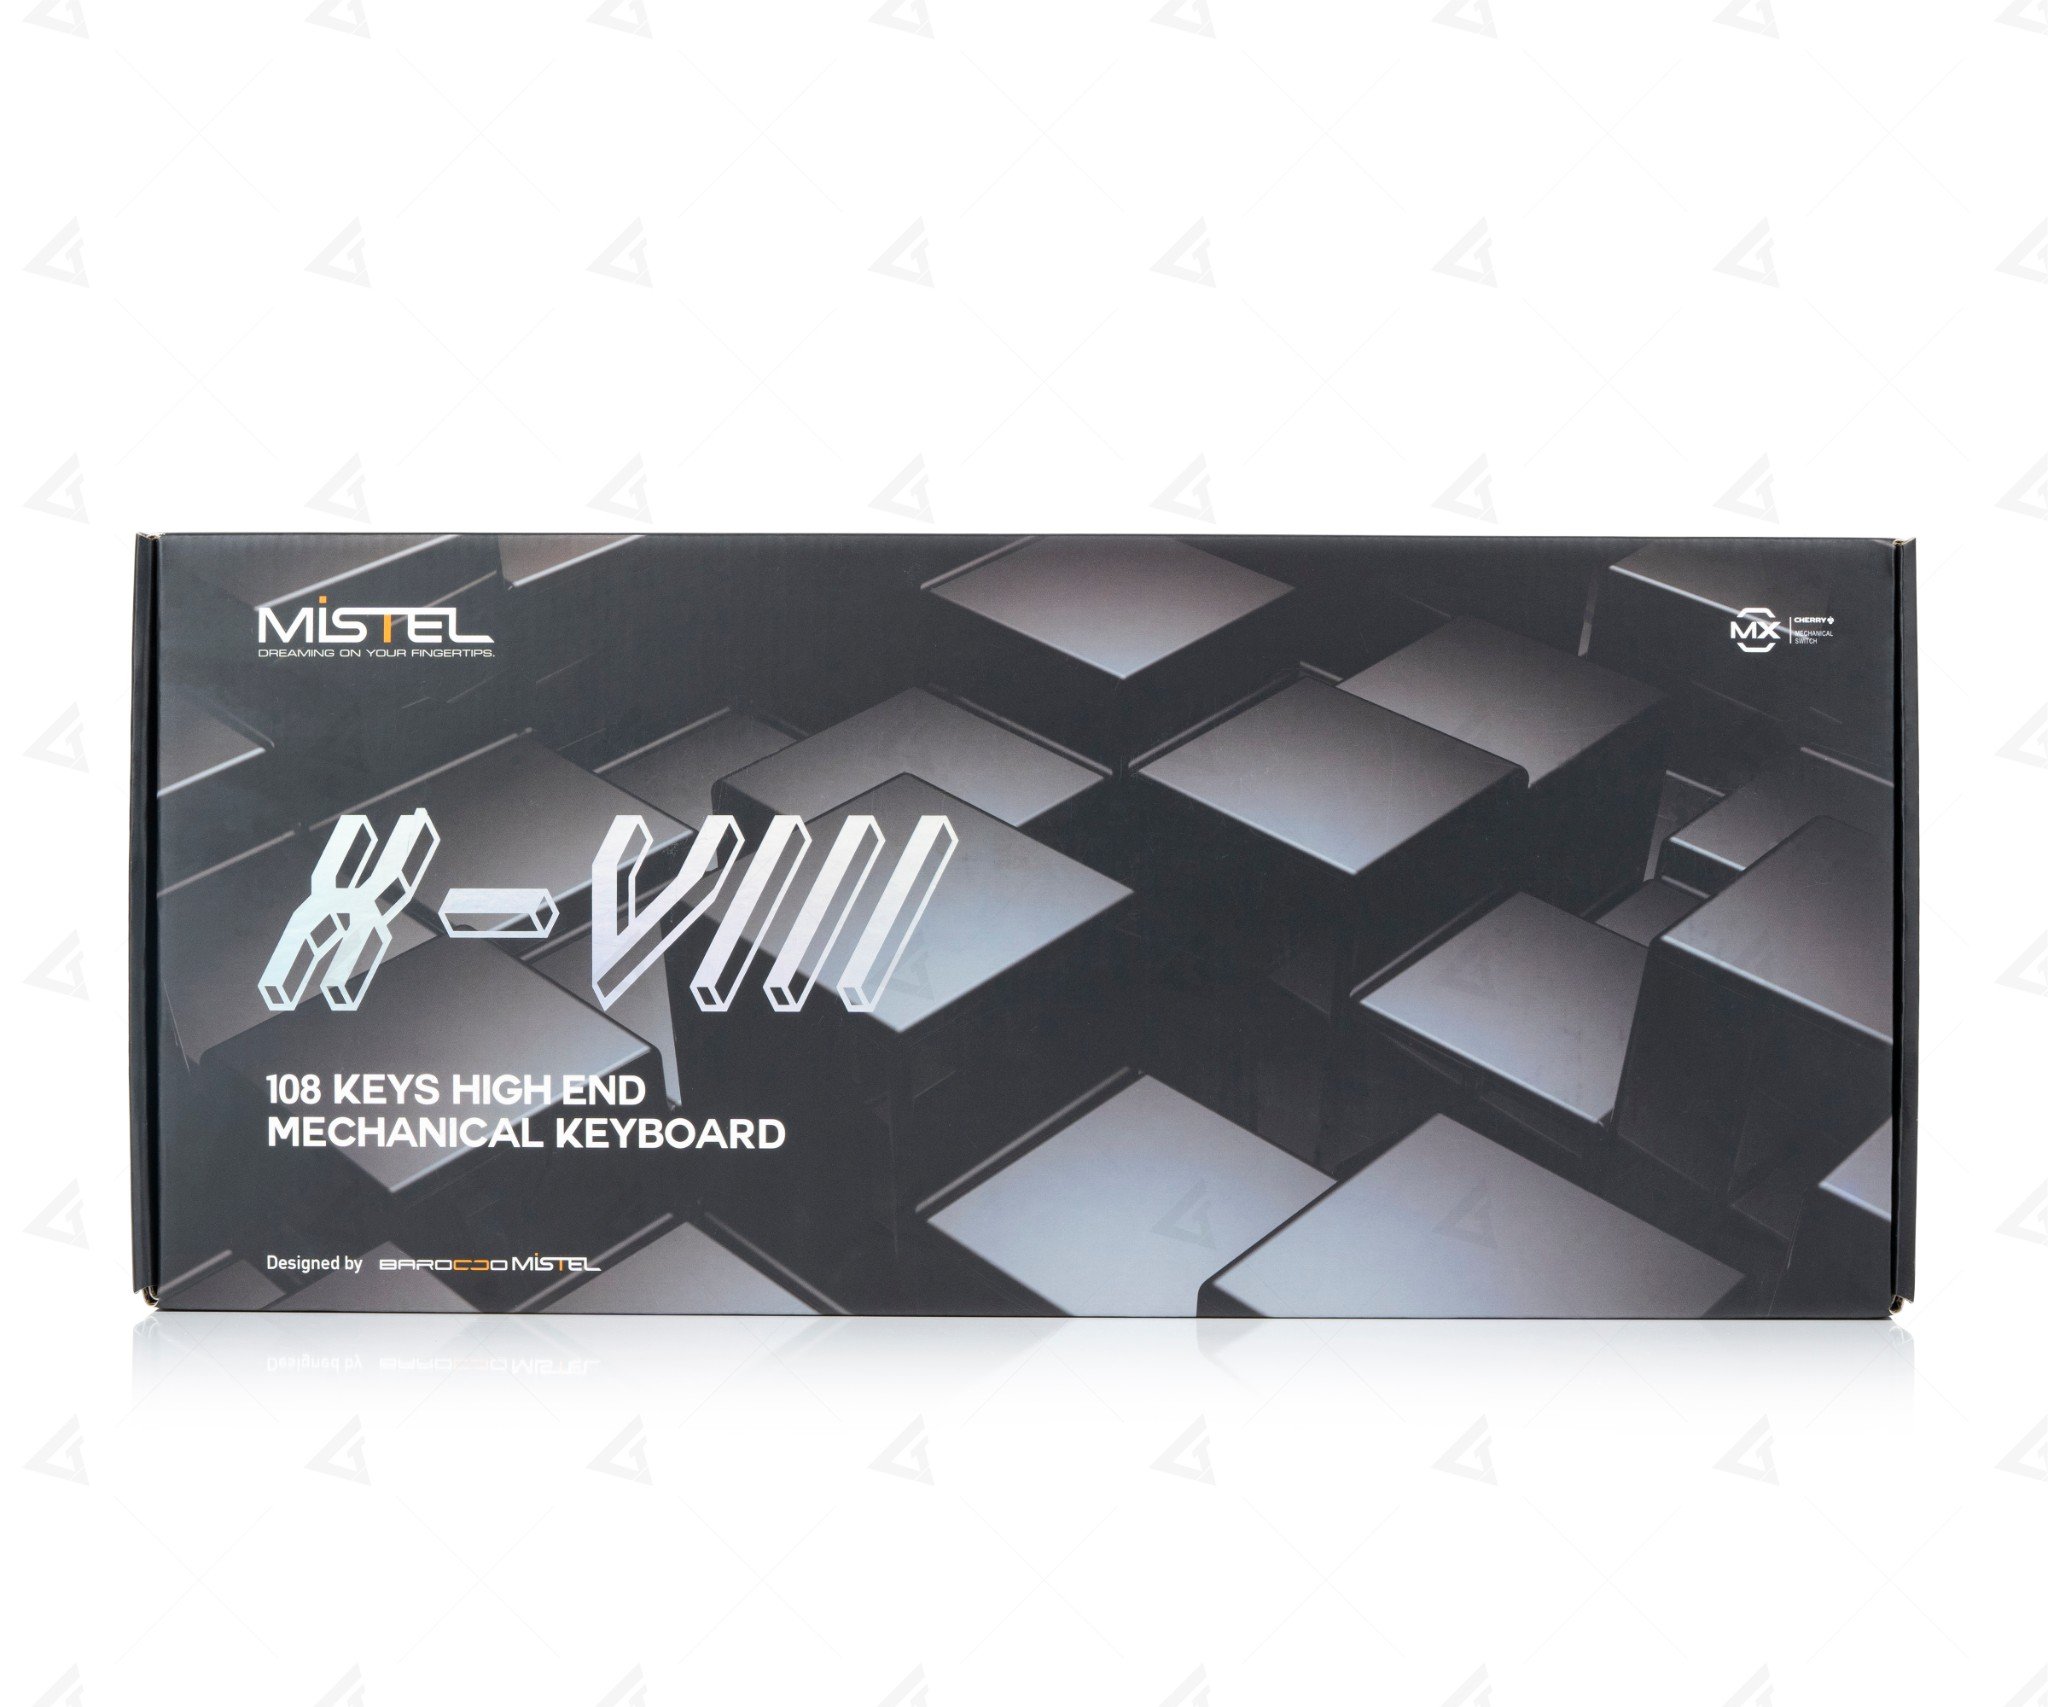 MiSTEL
DREAMING ON YOUR FINGERTIPS.
MX
CHERRY
MECHANICAL
SWITCH
X-VIII
108 KEYS HIGH END
MECHANICAL KEYBOARD
Designed by BAROCCO MiSTEL